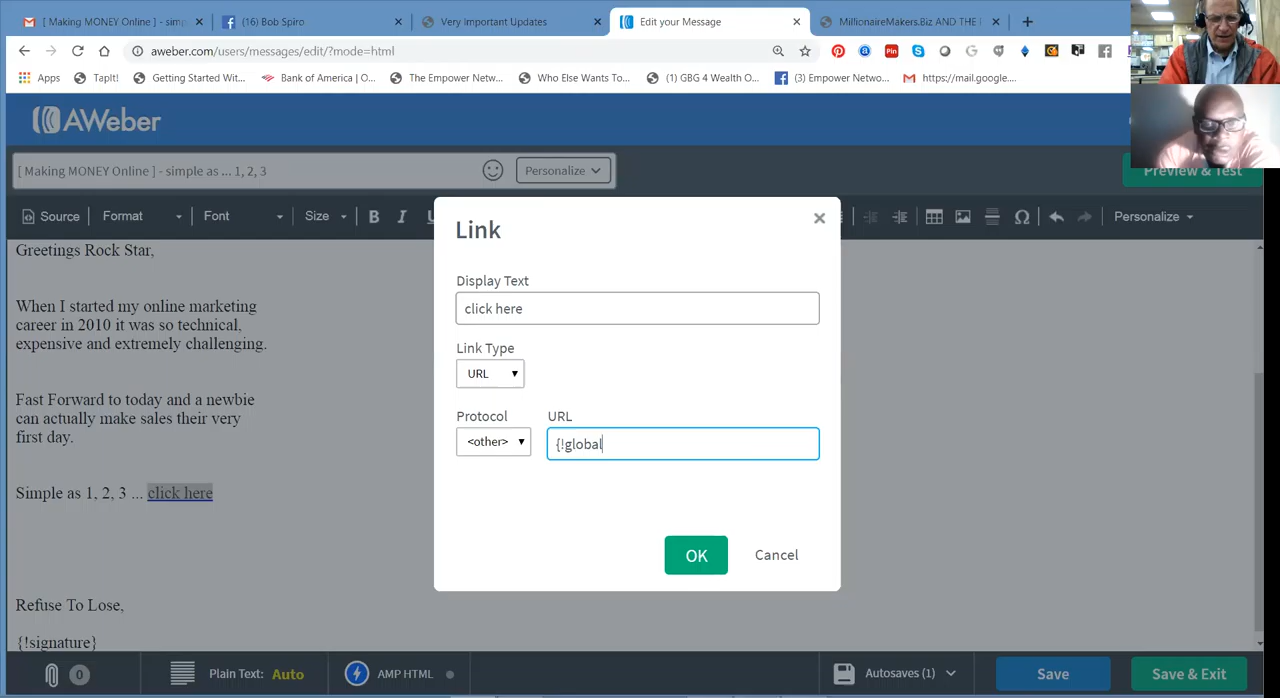 [ Making MONEY Online ] - simp
(16) Bob Spiro
Very Important Updates
Edit your Message
MillionaireMakers.Biz AND THE
aweber.com/users/messages/edit/?mode=html
Apps
TapIt!
Getting Started Wit...
Bank of America | O...
The Empower Netw...
Who Else Wants To...
(1) GBG 4 Wealth O...
(3) Empower Netwo...
https://mail.google....
AWeber
[ Making MONEY Online ] - simple as ... 1, 2, 3
Personalize
Preview & Test
Source
Format
Font
Size
B
I
U
Ω
Personalize
Greetings Rock Star,
When I started my online marketing
career in 2010 it was so technical,
expensive and extremely challenging.
Fast Forward to today and a newbie
can actually make sales their very
first day.
Simple as 1, 2, 3 ... click here
Refuse To Lose,
{!signature}
Link
Display Text
click here
Link Type
URL
Protocol
URL
<other>
{!global
OK
Cancel
0
Plain Text: Auto
AMP HTML
Autosaves (1)
Save
Save & Exit